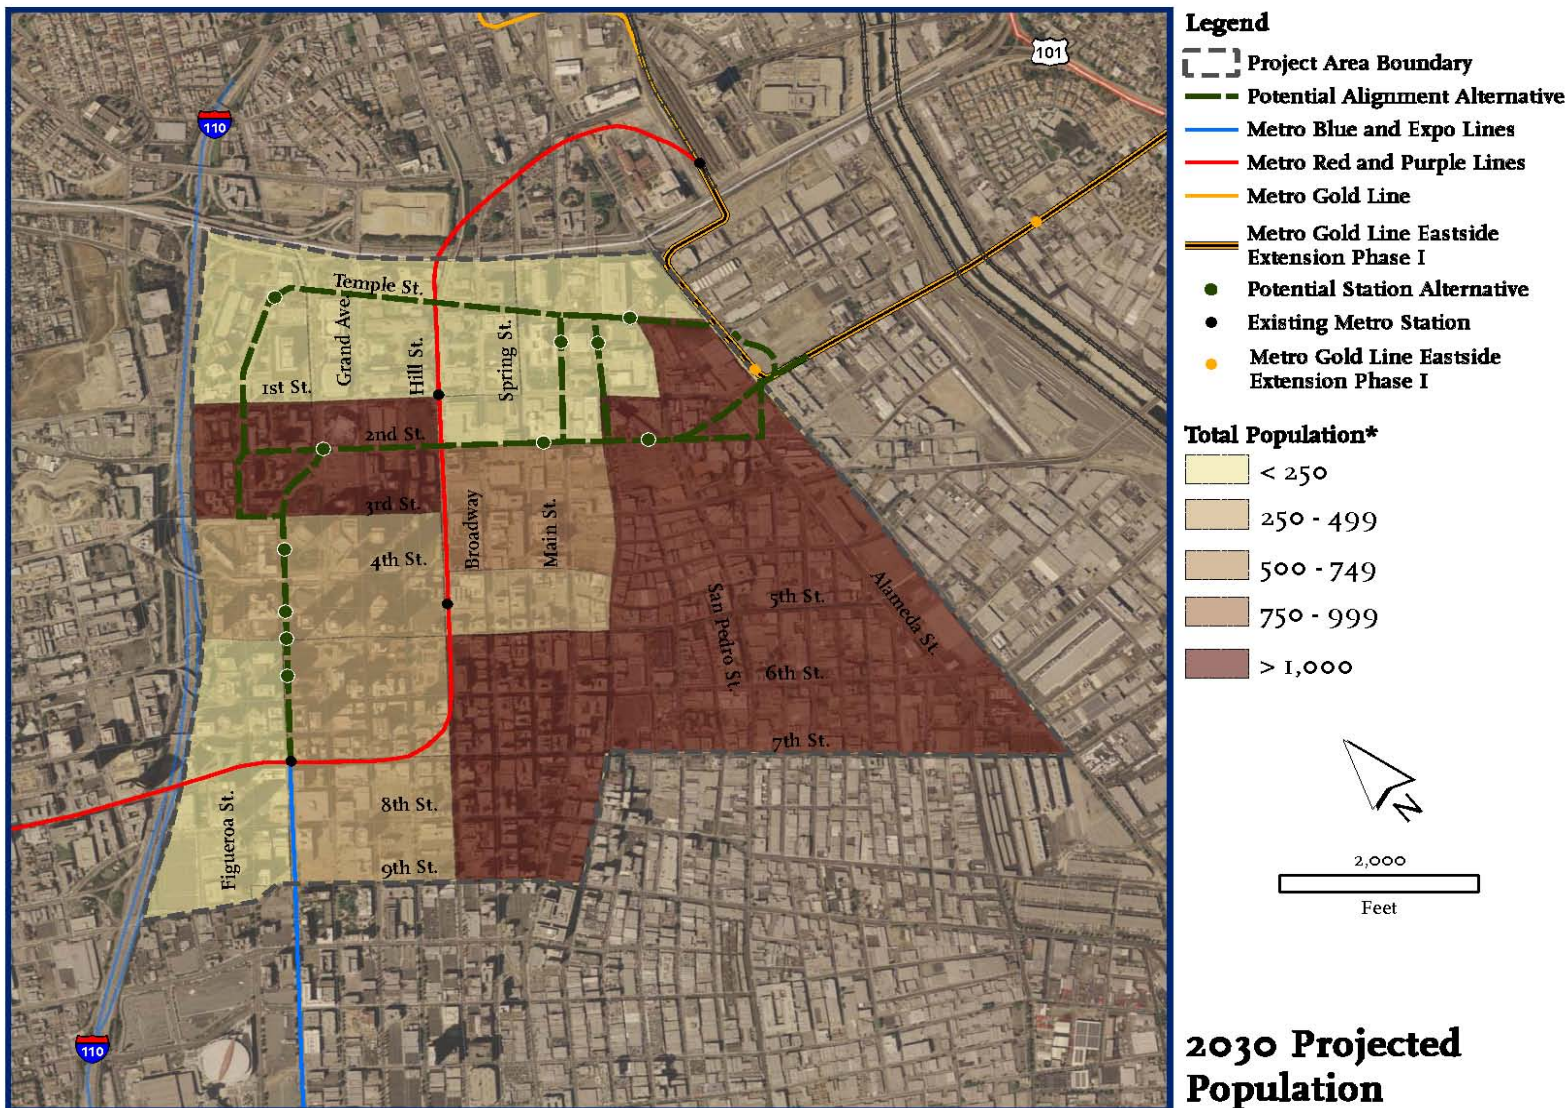 Legend
Project Area Boundary
Potential Alignment Alternative
Metro Blue and Expo Lines
Metro Red and Purple Lines
Metro Gold Line
Metro Gold Line Eastside
Extension Phase I
Potential Station Alternative
Existing Metro Station
Metro Gold Line Eastside
Extension Phase I
Total Population*
< 250
250 - 499
500 - 749
750 - 999
> 1,000
N
2,000
Feet
2030 Projected
Population
101
110
Temple St.
Grand Ave.
Hill St.
Spring St.
1st St.
2nd St.
3rd St.
Broadway
Main St.
4th St.
San Pedro St.
5th St.
Alameda St.
6th St.
7th St.
Figueroa St.
8th St.
9th St.
110